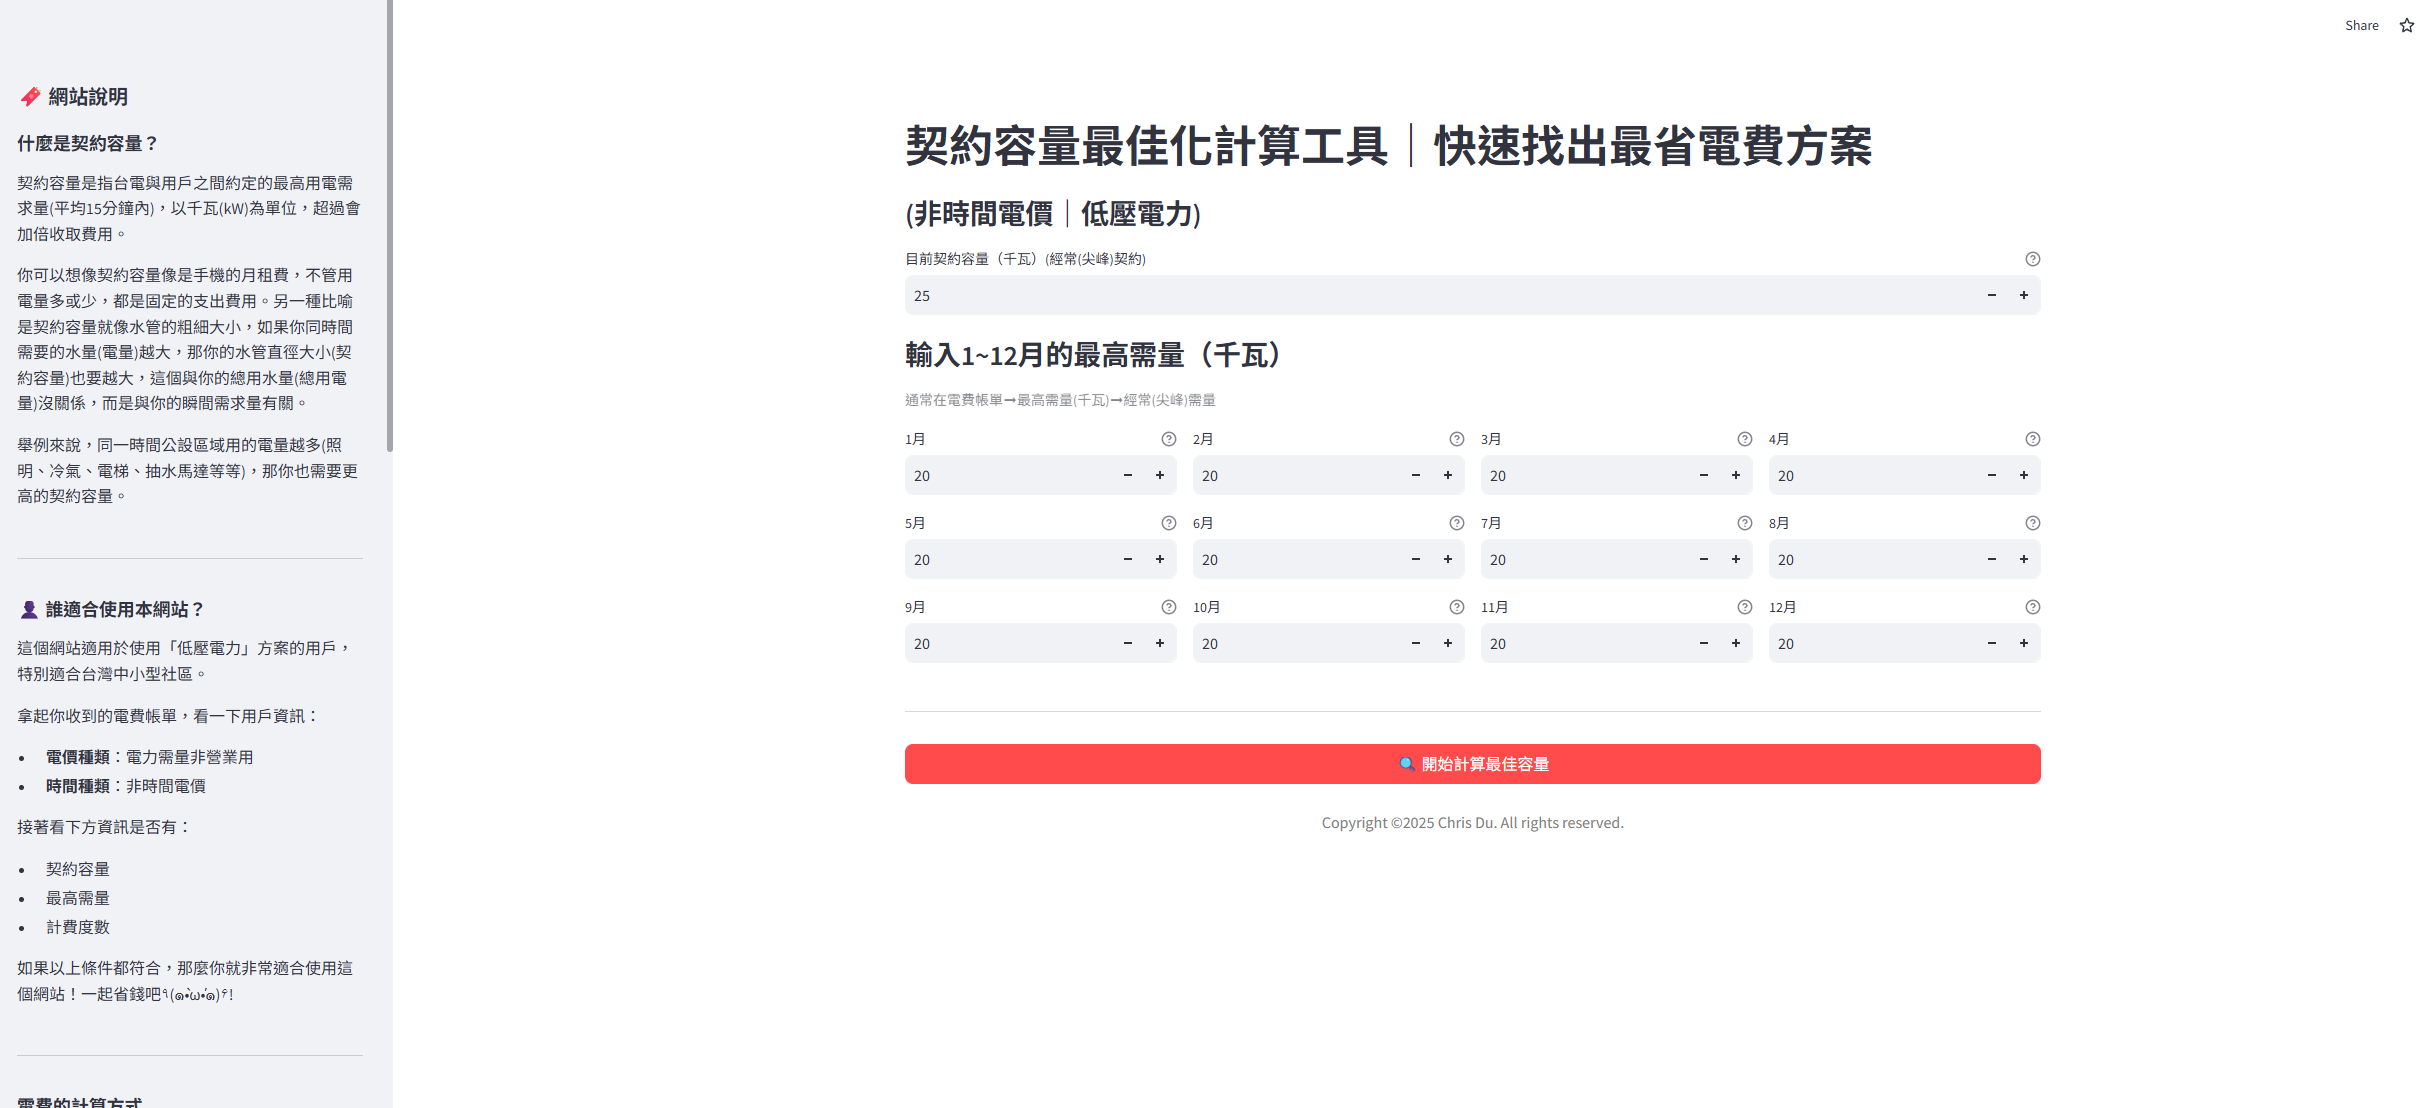 Share
網站說明
什麼是契約容量？
契約容量是指台電與用戶之間約定的最高用電需
求量(平均15分鐘內)，以千瓦(kW)為單位，超過會
加倍收取費用。
你可以想像契約容量像是手機的月租費，不管用
電量多或少，都是固定的支出費用。另一種比喻
是契約容量就像水管的粗細大小，如果你同時間
需要的水量(電量)越大，那你的水管直徑大小(契
約容量)也要越大，這個與你的總用水量(總用電
量)沒關係，而是與你的瞬間需求量有關。
舉例來說，同一時間公設區域用的電量越多(照
明、冷氣、電梯、抽水馬達等等)，那你也需要更
高的契約容量。
誰適合使用本網站？
這個網站適用於使用「低壓電力」方案的用戶，
特別適合台灣中小型社區。
拿起你收到的電費帳單，看一下用戶資訊：
• 電價種類：電力需量非營業用
• 時間種類：非時間電價
接著看下方資訊是否有：
• 契約容量
• 最高需量
• 計費度數
如果以上條件都符合，那麼你就非常適合使用這
個網站！一起省錢吧٩(๑•̀ω•́๑)۶!
電費的計算方式
契約容量最佳化計算工具｜快速找出最省電費方案
(非時間電價｜低壓電力)
目前契約容量（千瓦）(經常(尖峰)契約)
25
輸入1~12月的最高需量（千瓦）
通常在電費帳單→最高需量(千瓦)→經常(尖峰)需量
1月 2月 3月 4月
20 20 20 20
5月 6月 7月 8月
20 20 20 20
9月 10月 11月 12月
20 20 20 20
🔍 開始計算最佳容量
Copyright ©2025 Chris Du. All rights reserved.